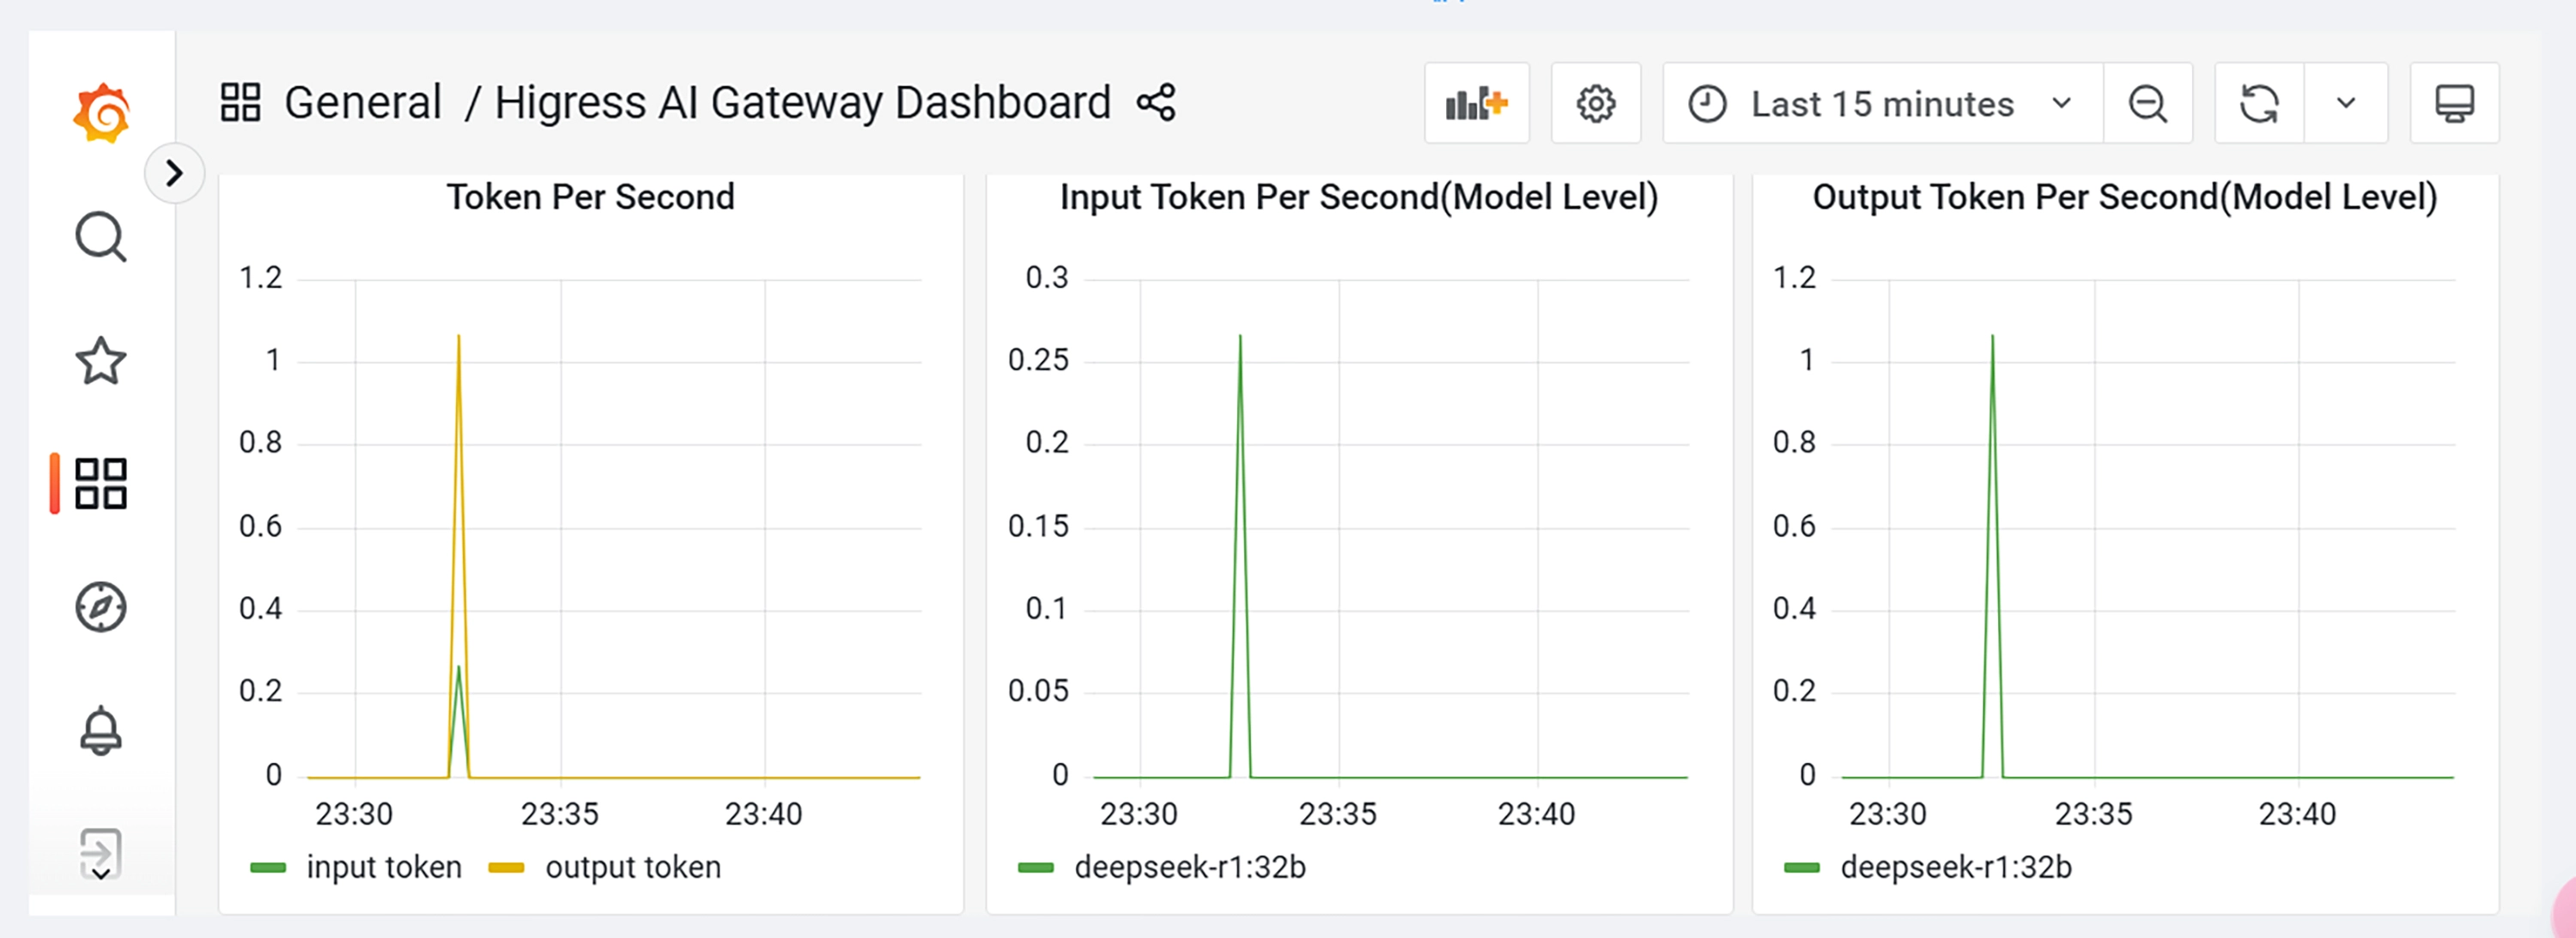 General / Higress AI Gateway Dashboard
Last 15 minutes
Token Per Second
1.2
1
0.8
0.6
0.4
0.2
0
23:30 23:35 23:40
input token output token
Input Token Per Second(Model Level)
0.3
0.25
0.2
0.15
0.1
0.05
0
23:30 23:35 23:40
deepseek-r1:32b
Output Token Per Second(Model Level)
1.2
1
0.8
0.6
0.4
0.2
0
23:30 23:35 23:40
deepseek-r1:32b